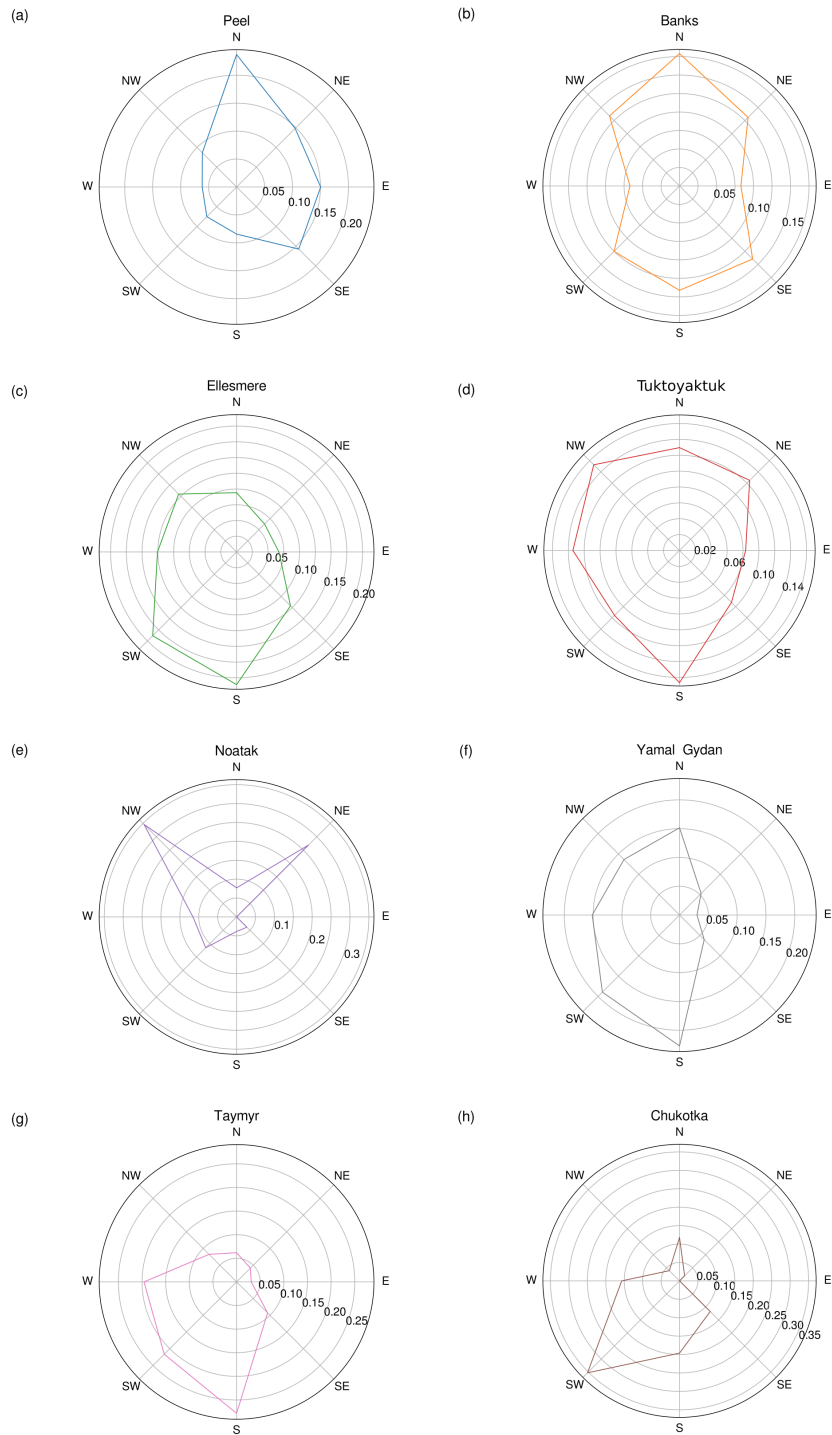 (a)
Peel
N
NW
NE
W
E
0.05
0.10
0.15
0.20
SW
SE
S
(b)
Banks
N
NW
NE
W
E
0.05
0.10
0.15
SW
SE
S
(c)
Ellesmere
N
NW
NE
W
E
0.05
0.10
0.15
0.20
SW
SE
S
(d)
Tuktoyaktuk
N
NW
NE
W
E
0.02
0.06
0.10
0.14
SW
SE
S
(e)
Noatak
N
NW
NE
W
E
0.1
0.2
0.3
SW
SE
S
(f)
Yamal Gydan
N
NW
NE
W
E
0.05
0.10
0.15
0.20
SW
SE
S
(g)
Taymyr
N
NW
NE
W
E
0.05
0.10
0.15
0.20
0.25
SW
SE
S
(h)
Chukotka
N
NW
NE
W
E
0.05
0.10
0.15
0.20
0.25
0.30
0.35
SW
SE
S